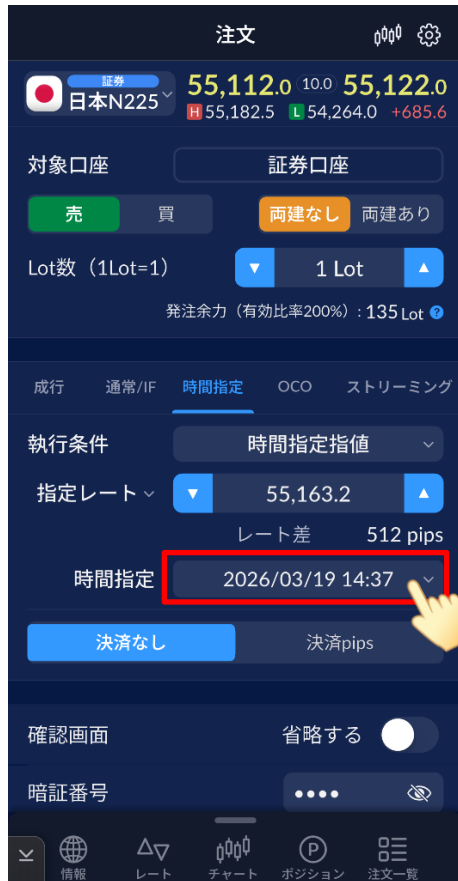 注文
証券
日本N225
55,112.0 10.0 55,122.0
H 55,182.5 L 54,264.0 +685.6
対象口座 証券口座
売 買 両建なし 両建あり
Lot数（1Lot=1） 1 Lot
発注余力（有効比率200%）: 135 Lot ?
成行 通常/IF 時間指定 OCO ストリーミング
執行条件 時間指定指値
指定レート 55,163.2
レート差 512 pips
時間指定 2026/03/19 14:37
決済なし 決済pips
確認画面 省略する
暗証番号 ••••
情報 レート チャート P ポジション 注文一覧